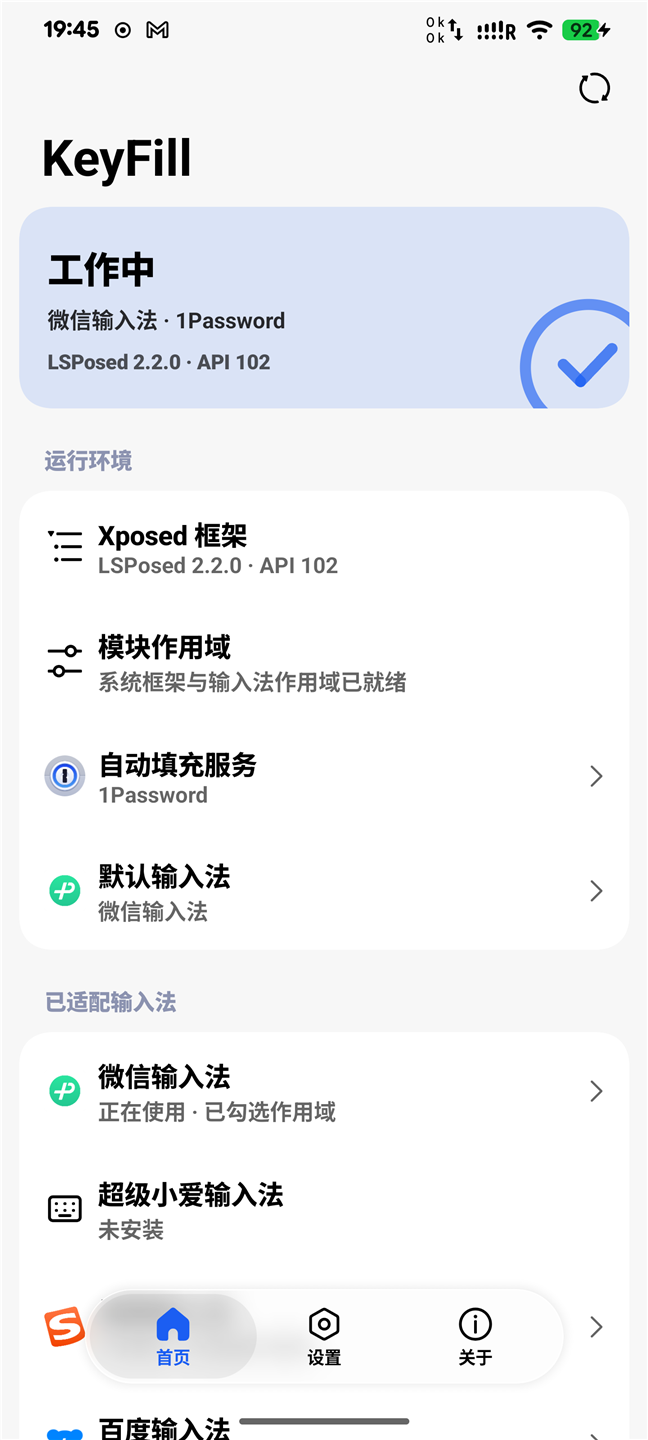 19:45
0k
0k
R
92
KeyFill
工作中
微信输入法 · 1Password
LSPosed 2.2.0 · API 102
运行环境
Xposed 框架
LSPosed 2.2.0 · API 102
模块作用域
系统框架与输入法作用域已就绪
自动填充服务
1Password
默认输入法
微信输入法
已适配输入法
微信输入法
正在使用 · 已勾选作用域
超级小爱输入法
未安装
首页
设置
关于
百度输入法